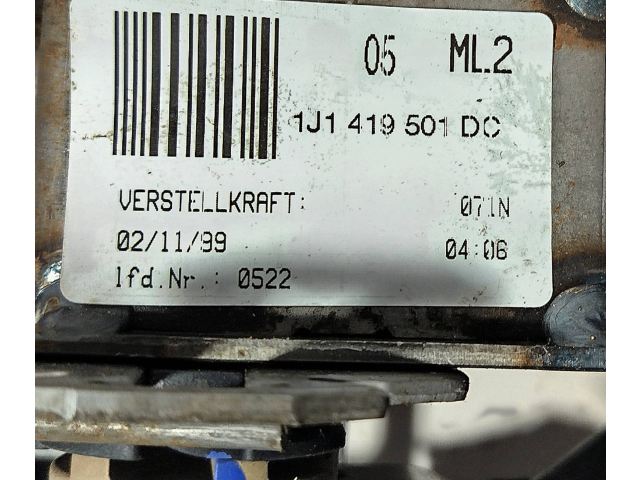 05 ML.2
1J1 419 501 DC
VERSTELLKRAFT: 071N
02/11/99 04:06
lfd.Nr.: 0522